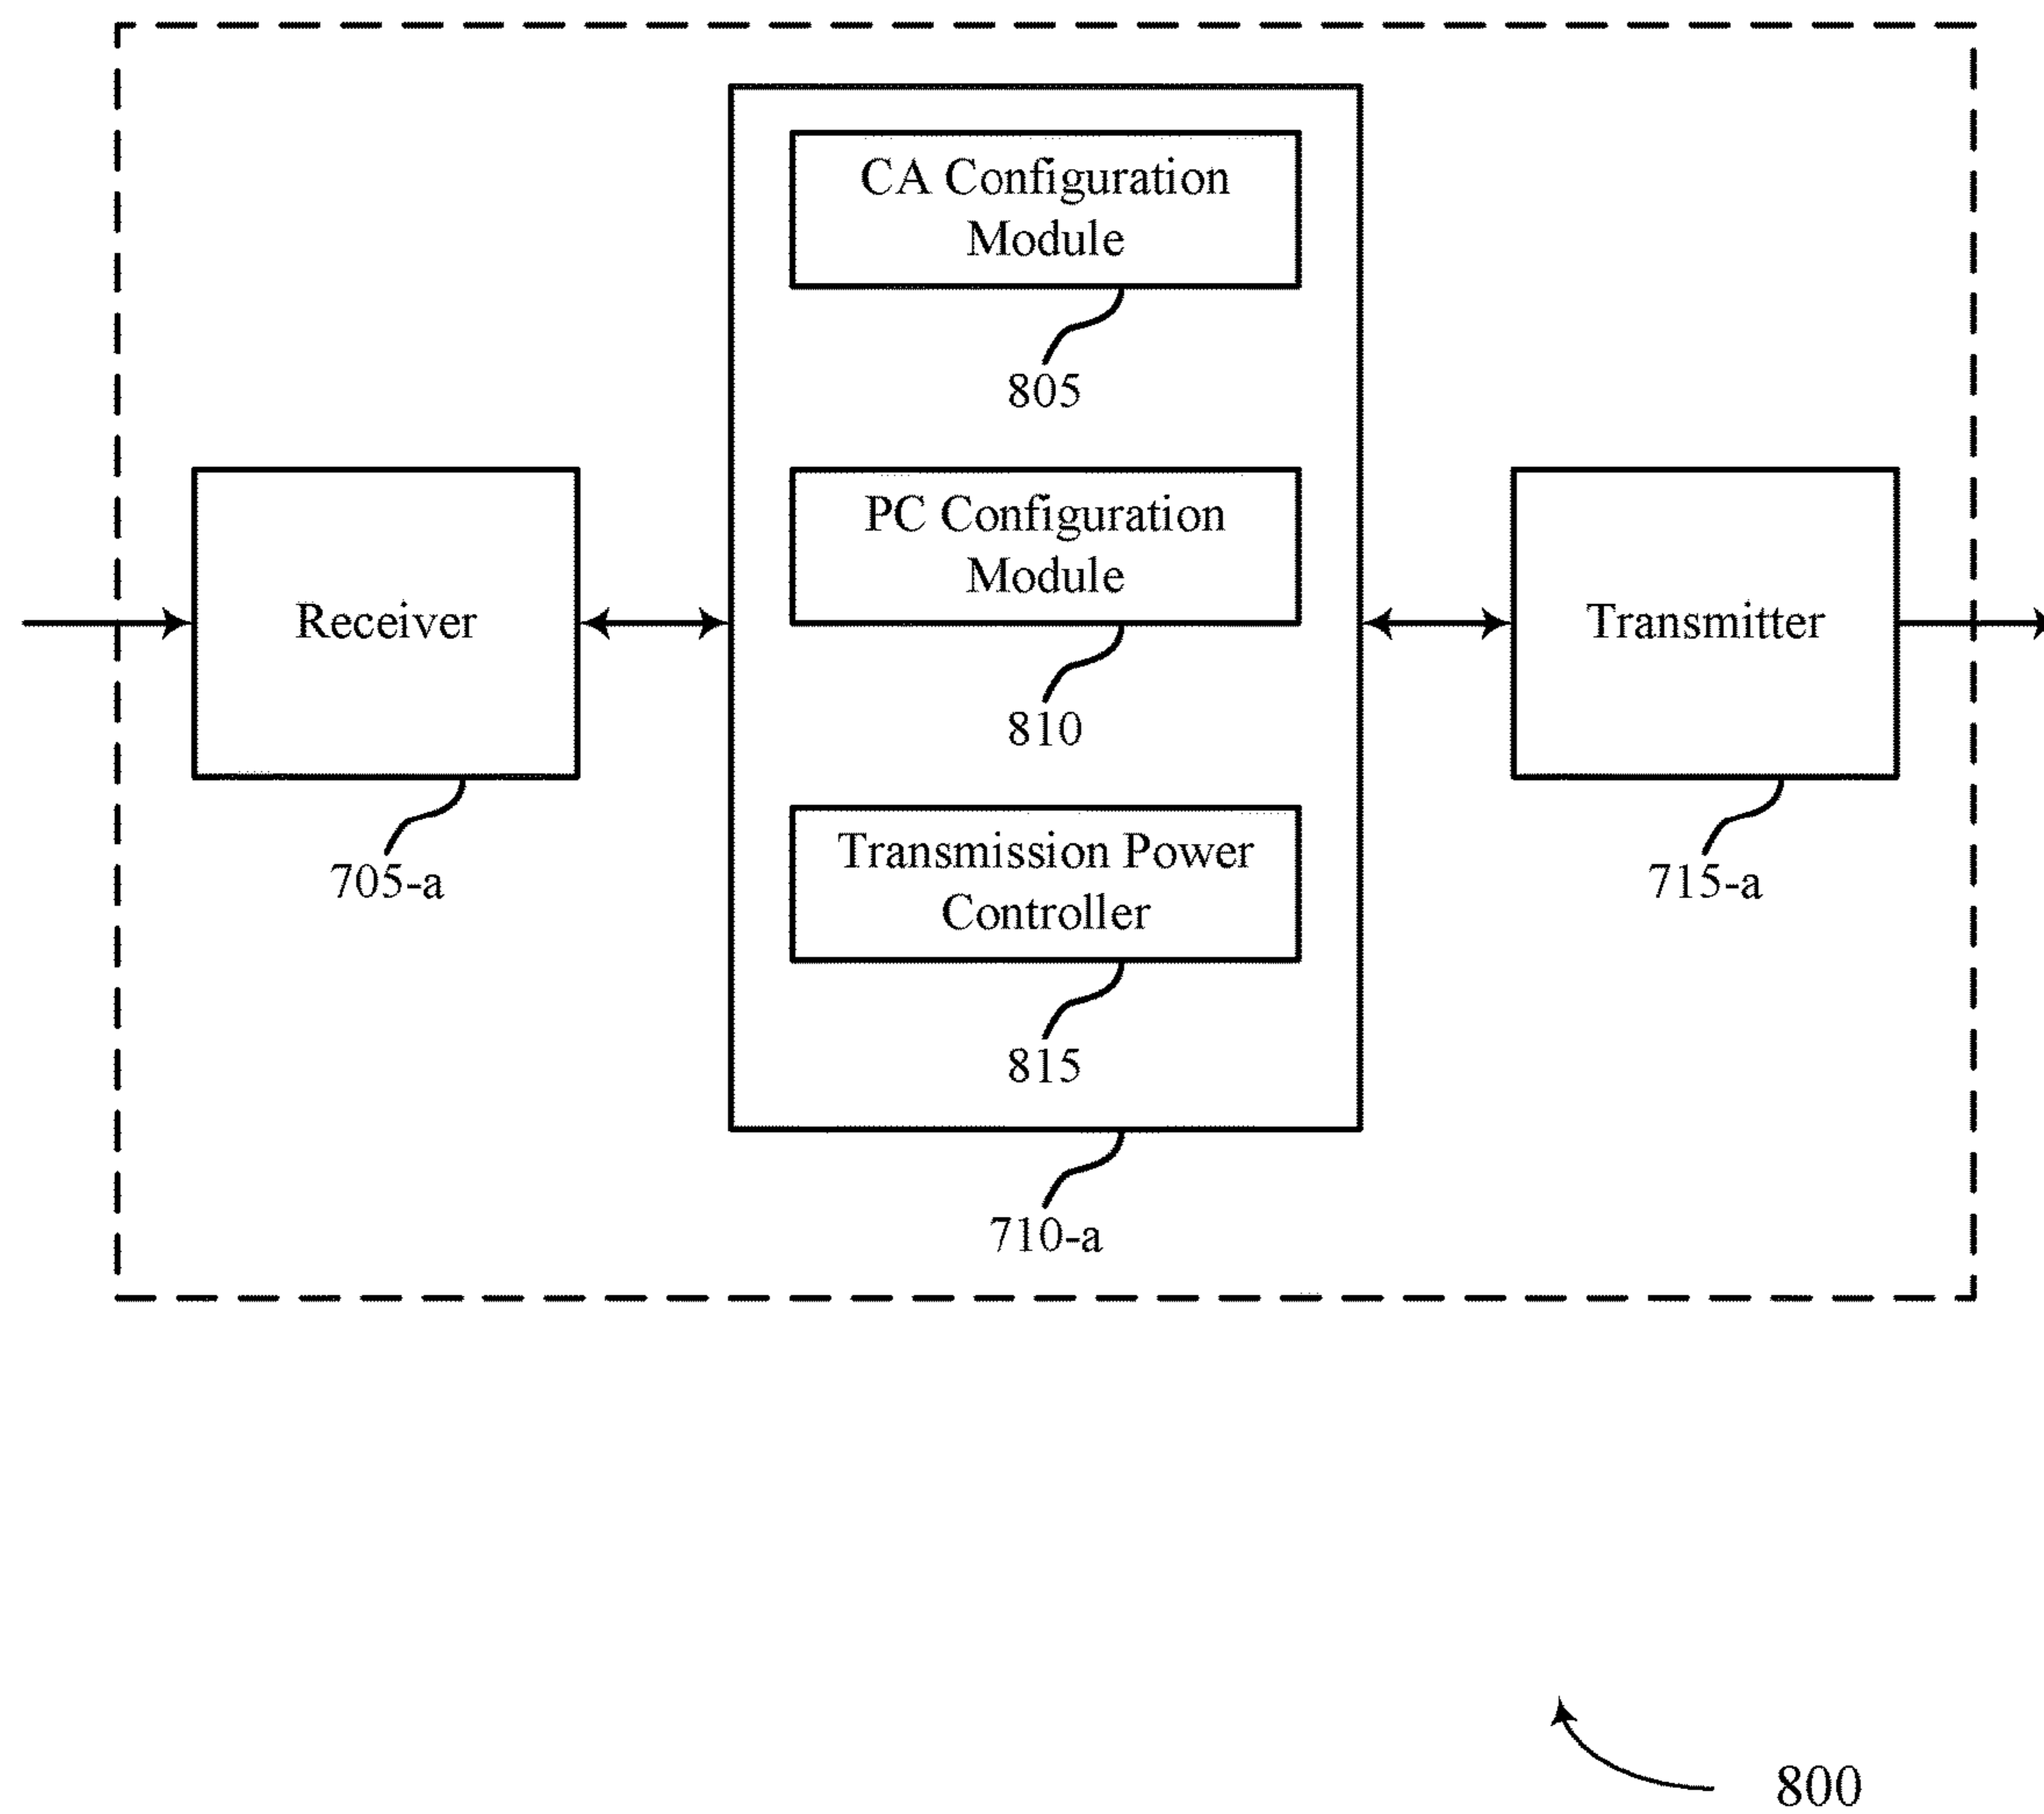 CA Configuration
Module
805
Receiver
705-a
PC Configuration
Module
810
Transmission Power
Controller
815
710-a
Transmitter
715-a
800